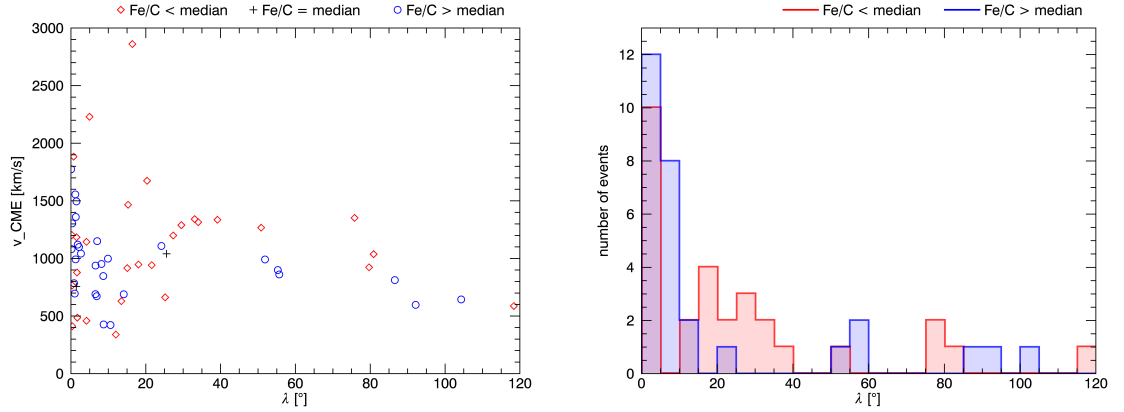 Fe/C < median Fe/C = median Fe/C > median
3000
2500
2000
1500
1000
500
0
v_CME [km/s]
0 20 40 60 80 100 120
λ [°]
Fe/C < median Fe/C > median
12
10
8
6
4
2
0
number of events
0 20 40 60 80 100 120
λ [°]